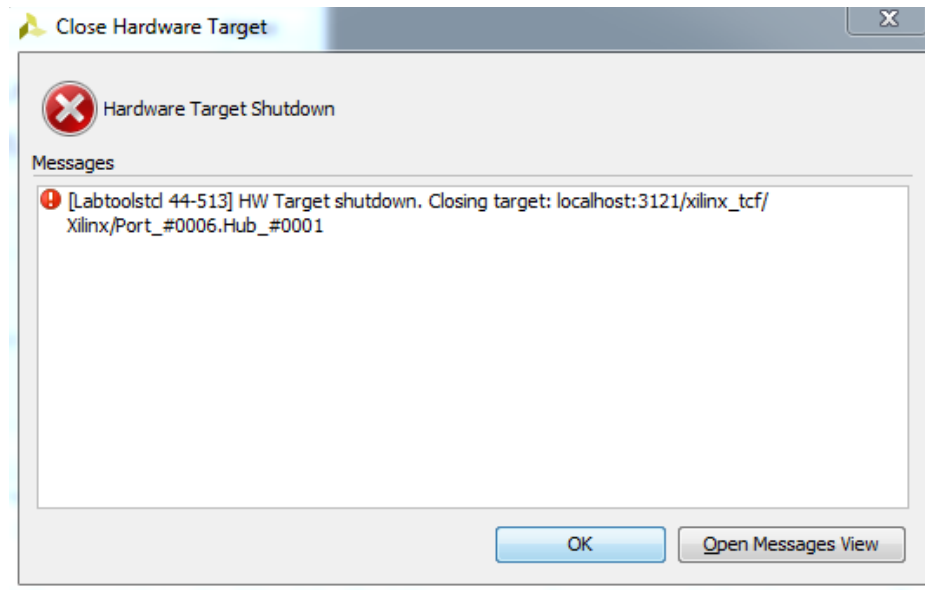 Close Hardware Target
Hardware Target Shutdown
Messages
[Labtoolstcl 44-513] HW Target shutdown. Closing target: localhost:3121/xilinx_tcf/
Xilinx/Port_#0006.Hub_#0001
OK
Open Messages View